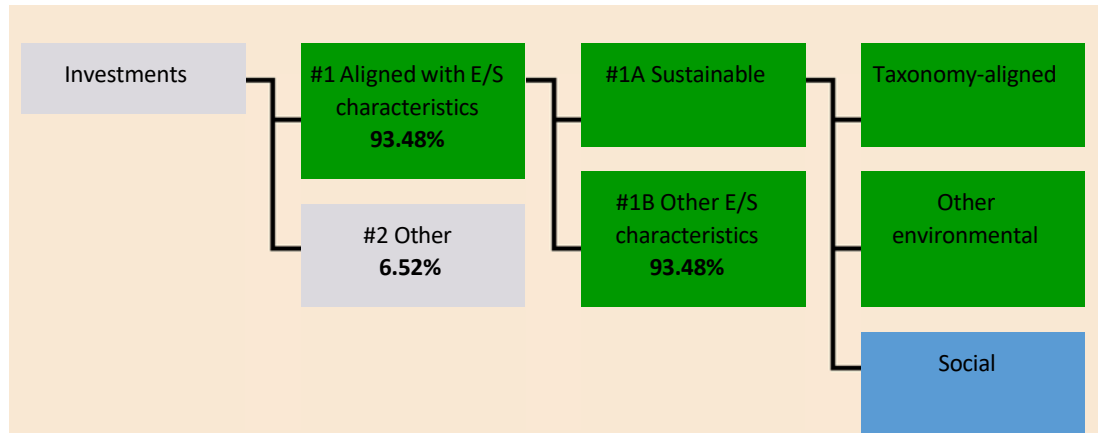 Investments
#1 Aligned with E/S
characteristics
93.48%
#2 Other
6.52%
#1A Sustainable
#1B Other E/S
characteristics
93.48%
Taxonomy-aligned
Other
environmental
Social